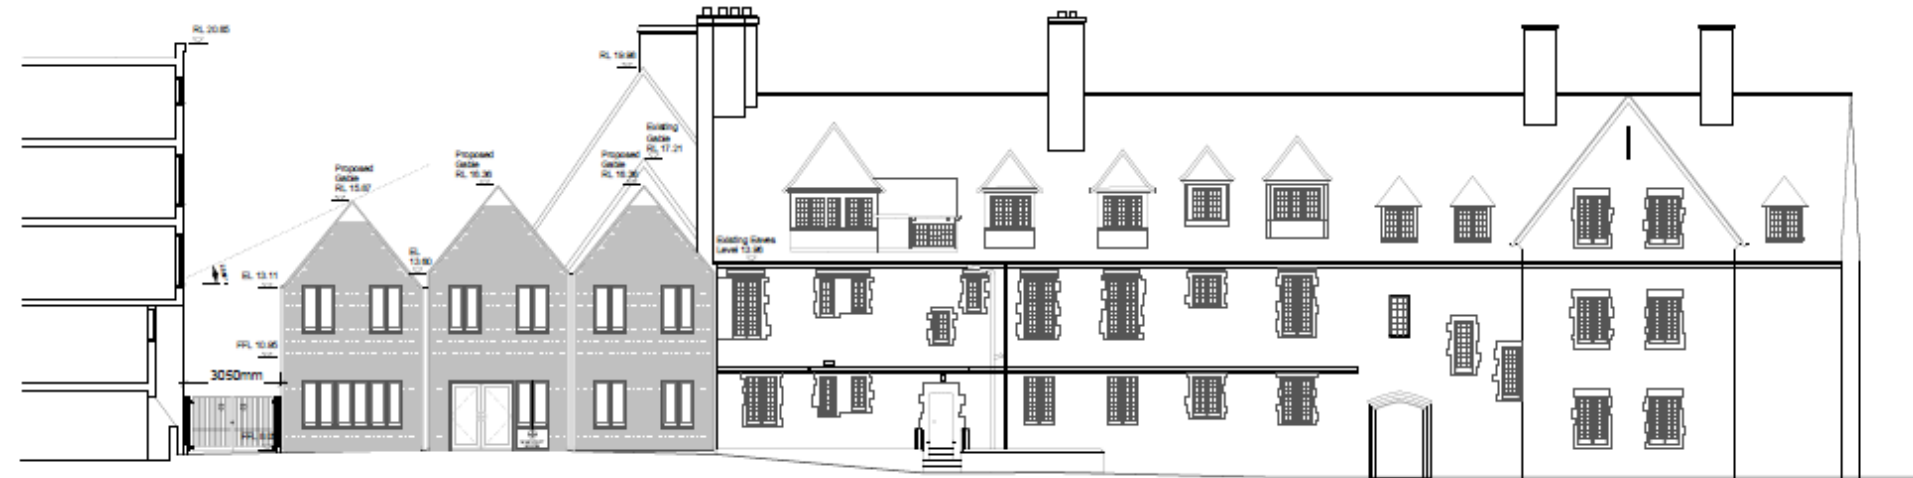 RL 20.85
RL 19.96
Existing
Gable
RL 17.21
Proposed
Gable
RL 15.87
Proposed
Gable
RL 16.36
Proposed
Gable
RL 16.36
Existing Eaves
Level 13.96
EL
13.60
EL 13.11
FFL 10.95
3050mm